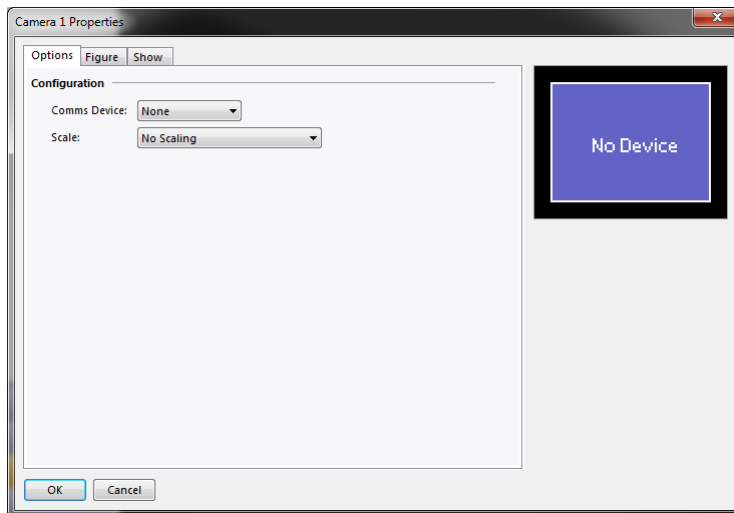 Camera 1 Properties
Options Figure Show
Configuration
Comms Device: None
Scale: No Scaling
No Device
OK Cancel